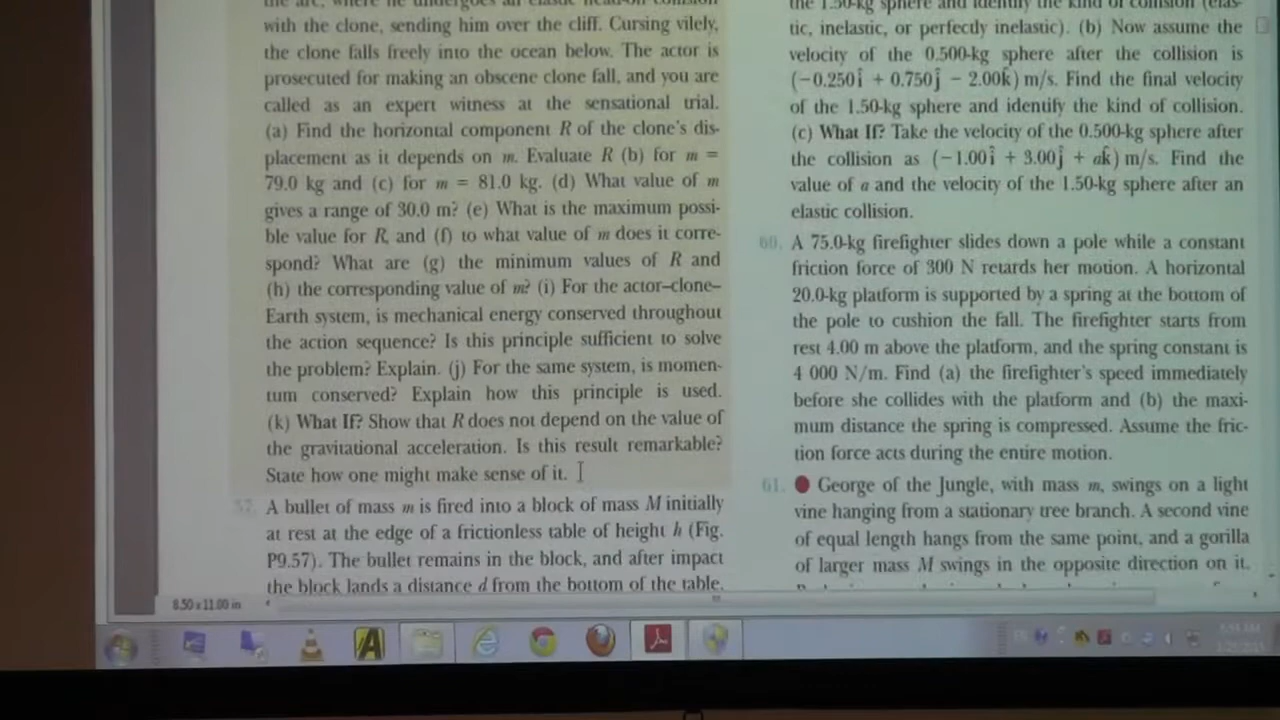 the arc, where he undergoes an elastic head-on collision
with the clone, sending him over the cliff. Cursing vilely,
the clone falls freely into the ocean below. The actor is
prosecuted for making an obscene clone fall, and you are
called as an expert witness at the sensational trial.
(a) Find the horizontal component R of the clone's dis-
placement as it depends on m. Evaluate R (b) for m =
79.0 kg and (c) for m = 81.0 kg. (d) What value of m
gives a range of 30.0 m? (e) What is the maximum possi-
ble value for R, and (f) to what value of m does it corre-
spond? What are (g) the minimum values of R and
(h) the corresponding value of m? (i) For the actor–clone–
Earth system, is mechanical energy conserved throughout
the action sequence? Is this principle sufficient to solve
the problem? Explain. (j) For the same system, is momen-
tum conserved? Explain how this principle is used.
(k) What If? Show that R does not depend on the value of
the gravitational acceleration. Is this result remarkable?
State how one might make sense of it.
57. A bullet of mass m is fired into a block of mass M initially
at rest at the edge of a frictionless table of height h (Fig.
P9.57). The bullet remains in the block, and after impact
the block lands a distance d from the bottom of the table.
the 1.50-kg sphere and identify the kind of collision (elas-
tic, inelastic, or perfectly inelastic). (b) Now assume the
velocity of the 0.500-kg sphere after the collision is
(−0.250î + 0.750ĵ − 2.00k̂) m/s. Find the final velocity
of the 1.50-kg sphere and identify the kind of collision.
(c) What If? Take the velocity of the 0.500-kg sphere after
the collision as (−1.00î + 3.00ĵ + ak̂) m/s. Find the
value of a and the velocity of the 1.50-kg sphere after an
elastic collision.
60. A 75.0-kg firefighter slides down a pole while a constant
friction force of 300 N retards her motion. A horizontal
20.0-kg platform is supported by a spring at the bottom of
the pole to cushion the fall. The firefighter starts from
rest 4.00 m above the platform, and the spring constant is
4 000 N/m. Find (a) the firefighter's speed immediately
before she collides with the platform and (b) the maxi-
mum distance the spring is compressed. Assume the fric-
tion force acts during the entire motion.
61. ● George of the Jungle, with mass m, swings on a light
vine hanging from a stationary tree branch. A second vine
of equal length hangs from the same point, and a gorilla
of larger mass M swings in the opposite direction on it.
8.50 x 11.00 in